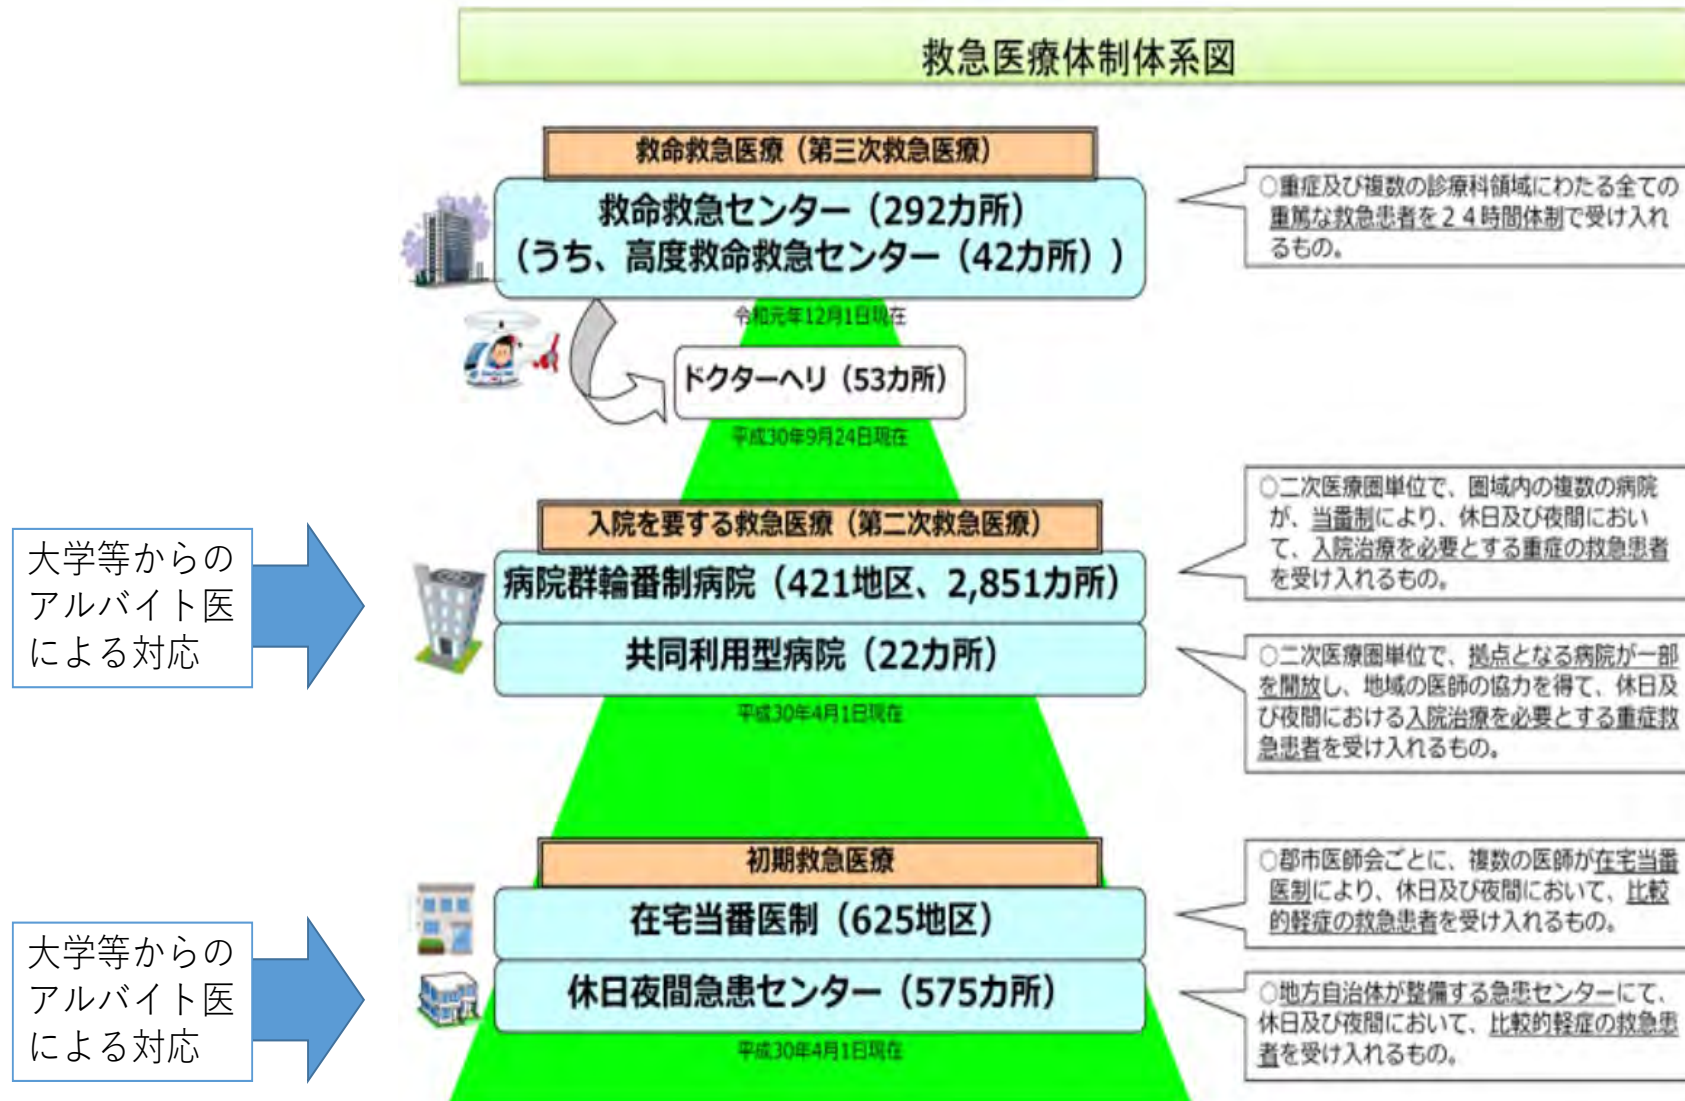 救急医療体制体系図
救命救急医療（第三次救急医療）
救命救急センター（292カ所）
（うち、高度救命救急センター（42カ所））
令和元年12月1日現在
○重症及び複数の診療科領域にわたる全ての
重篤な救急患者を２４時間体制で受け入れ
るもの。
ドクターヘリ（53カ所）
平成30年9月24日現在
大学等からの
アルバイト医
による対応
入院を要する救急医療（第二次救急医療）
病院群輪番制病院（421地区、2,851カ所）
共同利用型病院（22カ所）
平成30年4月1日現在
○二次医療圏単位で、圏域内の複数の病院
が、当番制により、休日及び夜間におい
て、入院治療を必要とする重症の救急患者
を受け入れるもの。
○二次医療圏単位で、拠点となる病院が一部
を開放し、地域の医師の協力を得て、休日及
び夜間における入院治療を必要とする重症救
急患者を受け入れるもの。
大学等からの
アルバイト医
による対応
初期救急医療
在宅当番医制（625地区）
休日夜間急患センター（575カ所）
平成30年4月1日現在
○郡市医師会ごとに、複数の医師が在宅当番
医制により、休日及び夜間において、比較
的軽症の救急患者を受け入れるもの。
○地方自治体が整備する急患センターにて、
休日及び夜間において、比較的軽症の救急患
者を受け入れるもの。